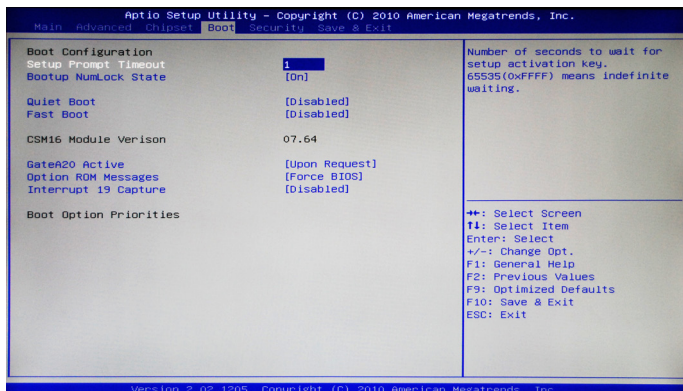 Aptio Setup Utility – Copyright (C) 2010 American Megatrends, Inc.
Main Advanced Chipset Boot Security Save & Exit
Boot Configuration
Setup Prompt Timeout 1
Bootup NumLock State [On]
Quiet Boot [Disabled]
Fast Boot [Disabled]
CSM16 Module Verison 07.64
GateA20 Active [Upon Request]
Option ROM Messages [Force BIOS]
Interrupt 19 Capture [Disabled]
Boot Option Priorities
Number of seconds to wait for
setup activation key.
65535(0xFFFF) means indefinite
waiting.
→←: Select Screen
↑↓: Select Item
Enter: Select
+/-: Change Opt.
F1: General Help
F2: Previous Values
F9: Optimized Defaults
F10: Save & Exit
ESC: Exit
Version 2.02.1205. Copyright (C) 2010 American Megatrends, Inc.